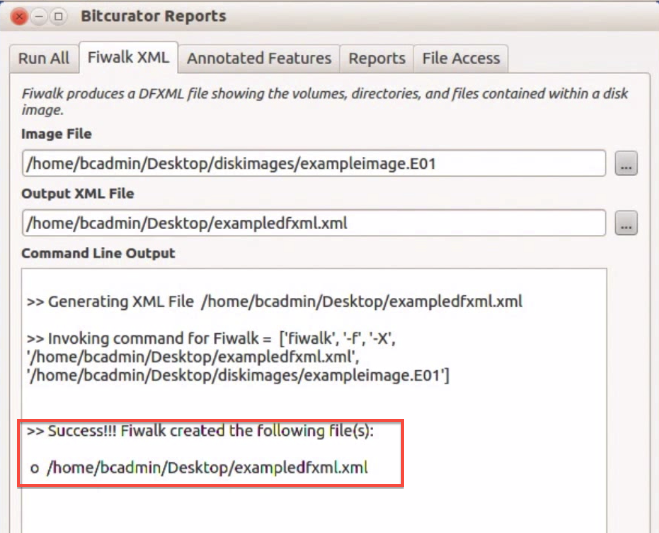 Bitcurator Reports
Run All
Fiwalk XML
Annotated Features
Reports
File Access
Fiwalk produces a DFXML file showing the volumes, directories, and files contained within a disk
image.
Image File
/home/bcadmin/Desktop/diskimages/exampleimage.E01
...
Output XML File
/home/bcadmin/Desktop/exampledfxml.xml
...
Command Line Output
>> Generating XML File  /home/bcadmin/Desktop/exampledfxml.xml
>> Invoking command for Fiwalk =  ['fiwalk', '-f', '-X',
'/home/bcadmin/Desktop/exampledfxml.xml',
'/home/bcadmin/Desktop/diskimages/exampleimage.E01']
>> Success!!! Fiwalk created the following file(s):
o  /home/bcadmin/Desktop/exampledfxml.xml